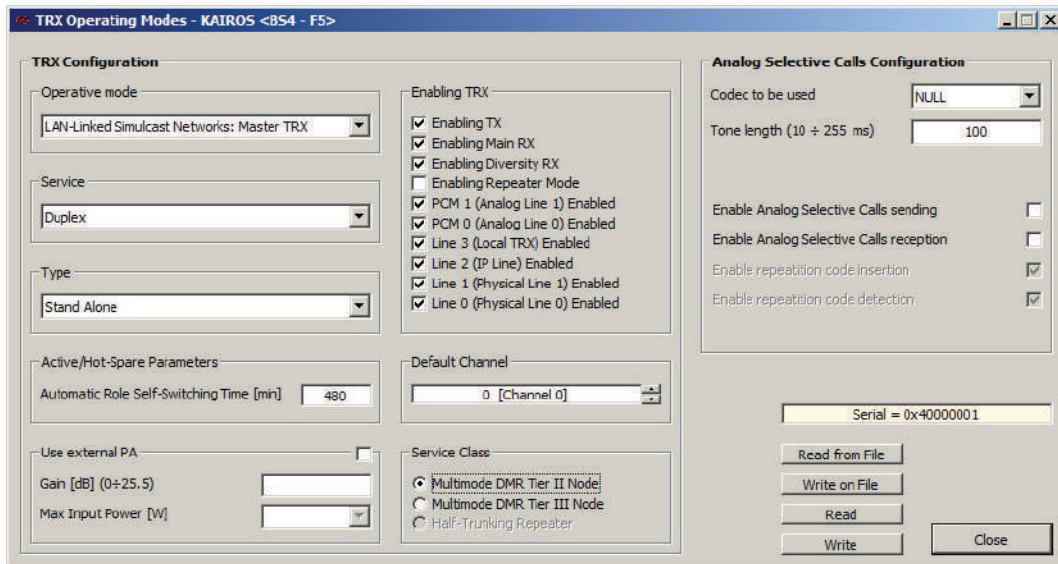 TRX Operating Modes - KAIROS <BS4 - F5>
TRX Configuration
Operative mode
LAN-Linked Simulcast Networks: Master TRX
Service
Duplex
Type
Stand Alone
Active/Hot-Spare Parameters
Automatic Role Self-Switching Time [min] 480
Use external PA
Gain [dB] (0÷25.5)
Max Input Power [W]
Enabling TRX
Enabling TX
Enabling Main RX
Enabling Diversity RX
Enabling Repeater Mode
PCM 1 (Analog Line 1) Enabled
PCM 0 (Analog Line 0) Enabled
Line 3 (Local TRX) Enabled
Line 2 (IP Line) Enabled
Line 1 (Physical Line 1) Enabled
Line 0 (Physical Line 0) Enabled
Default Channel
0 [Channel 0]
Service Class
Multimode DMR Tier II Node
Multimode DMR Tier III Node
Half-Trunking Repeater
Analog Selective Calls Configuration
Codec to be used NULL
Tone length (10 ÷ 255 ms) 100
Enable Analog Selective Calls sending
Enable Analog Selective Calls reception
Enable repeatition code insertion
Enable repeatition code detection
Serial = 0x40000001
Read from File
Write on File
Read
Write
Close